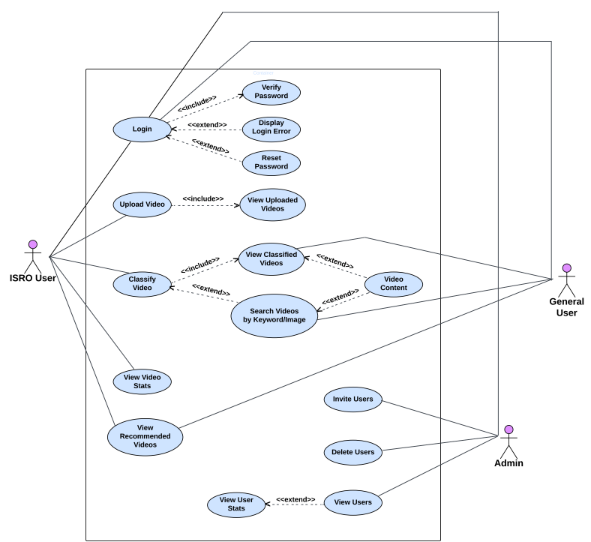 Verify
Password
<<include>>
Login
<<extend>>
Display
Login Error
<<extend>>
Reset
Password
Upload Video
<<include>>
View Uploaded
Videos
ISRO User
Classify
Video
<<include>>
View Classified
Videos
<<extend>>
<<extend>>
Video
Content
<<extend>>
Search Videos
by Keyword/Image
General
User
View Video
Stats
View
Recommended
Videos
Invite Users
Delete Users
Admin
View User
Stats
<<extend>>
View Users